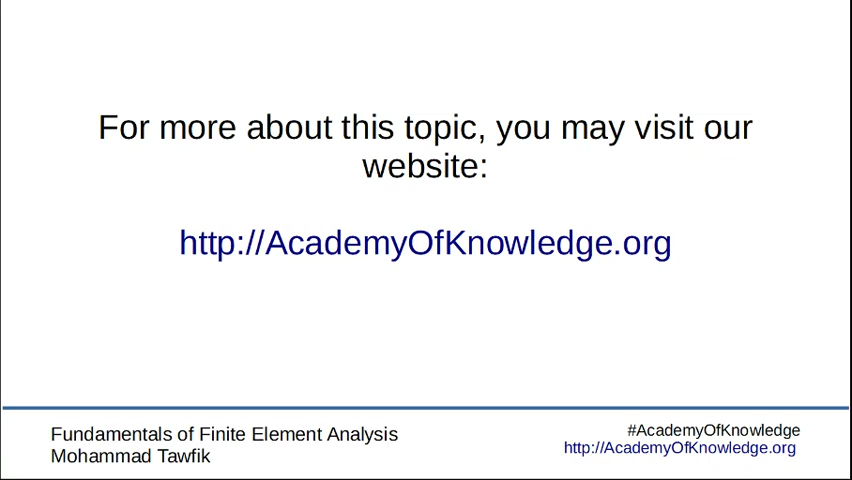 For more about this topic, you may visit our
website:
http://AcademyOfKnowledge.org
Fundamentals of Finite Element Analysis
Mohammad Tawfik
#AcademyOfKnowledge
http://AcademyOfKnowledge.org